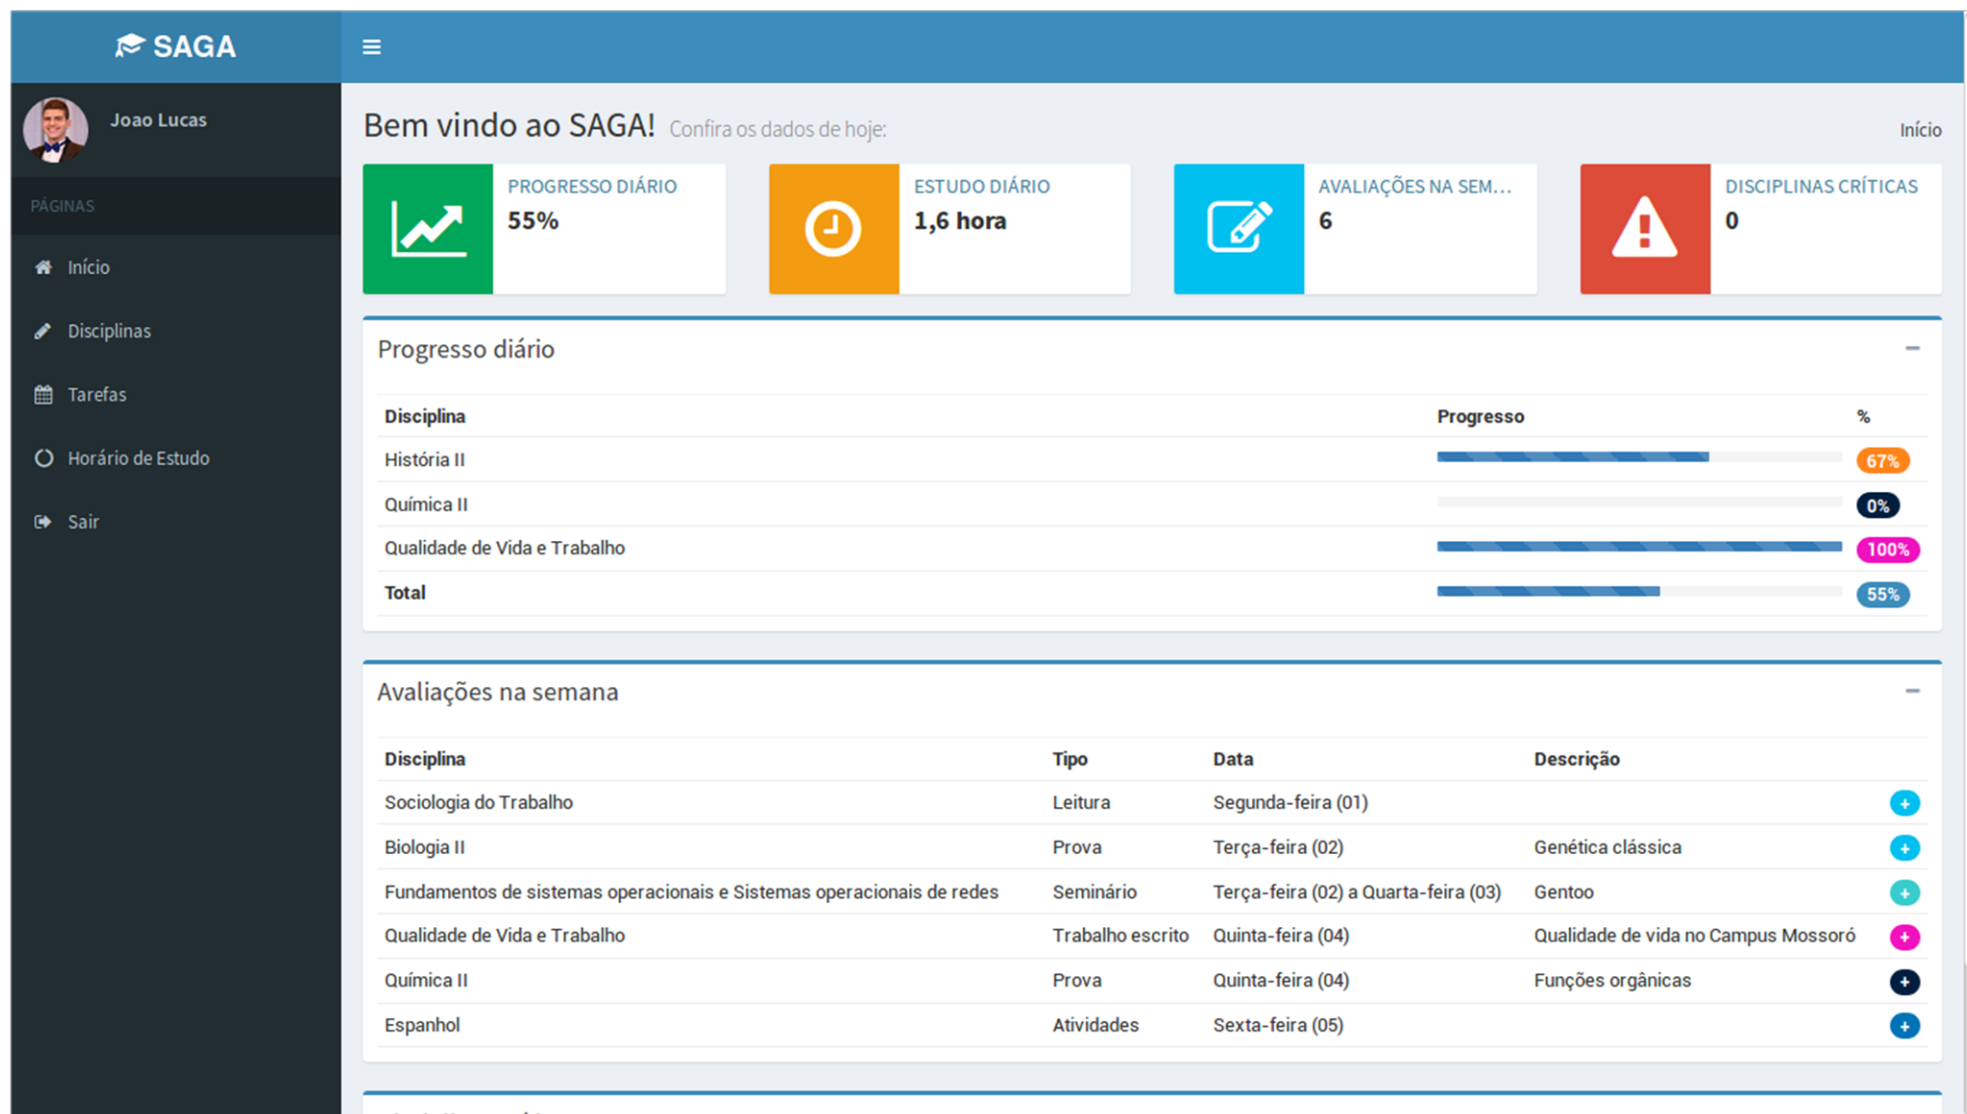 SAGA
Joao Lucas
PÁGINAS
Início
Disciplinas
Tarefas
Horário de Estudo
Sair
Bem vindo ao SAGA! Confira os dados de hoje:
Início
PROGRESSO DIÁRIO
55%
ESTUDO DIÁRIO
1,6 hora
AVALIAÇÕES NA SEM...
6
DISCIPLINAS CRÍTICAS
0
Progresso diário
Disciplina Progresso %
História II 67%
Química II 0%
Qualidade de Vida e Trabalho 100%
Total 55%
Avaliações na semana
Disciplina Tipo Data Descrição
Sociologia do Trabalho Leitura Segunda-feira (01) +
Biologia II Prova Terça-feira (02) Genética clássica +
Fundamentos de sistemas operacionais e Sistemas operacionais de redes Seminário Terça-feira (02) a Quarta-feira (03) Gentoo +
Qualidade de Vida e Trabalho Trabalho escrito Quinta-feira (04) Qualidade de vida no Campus Mossoró +
Química II Prova Quinta-feira (04) Funções orgânicas +
Espanhol Atividades Sexta-feira (05) +